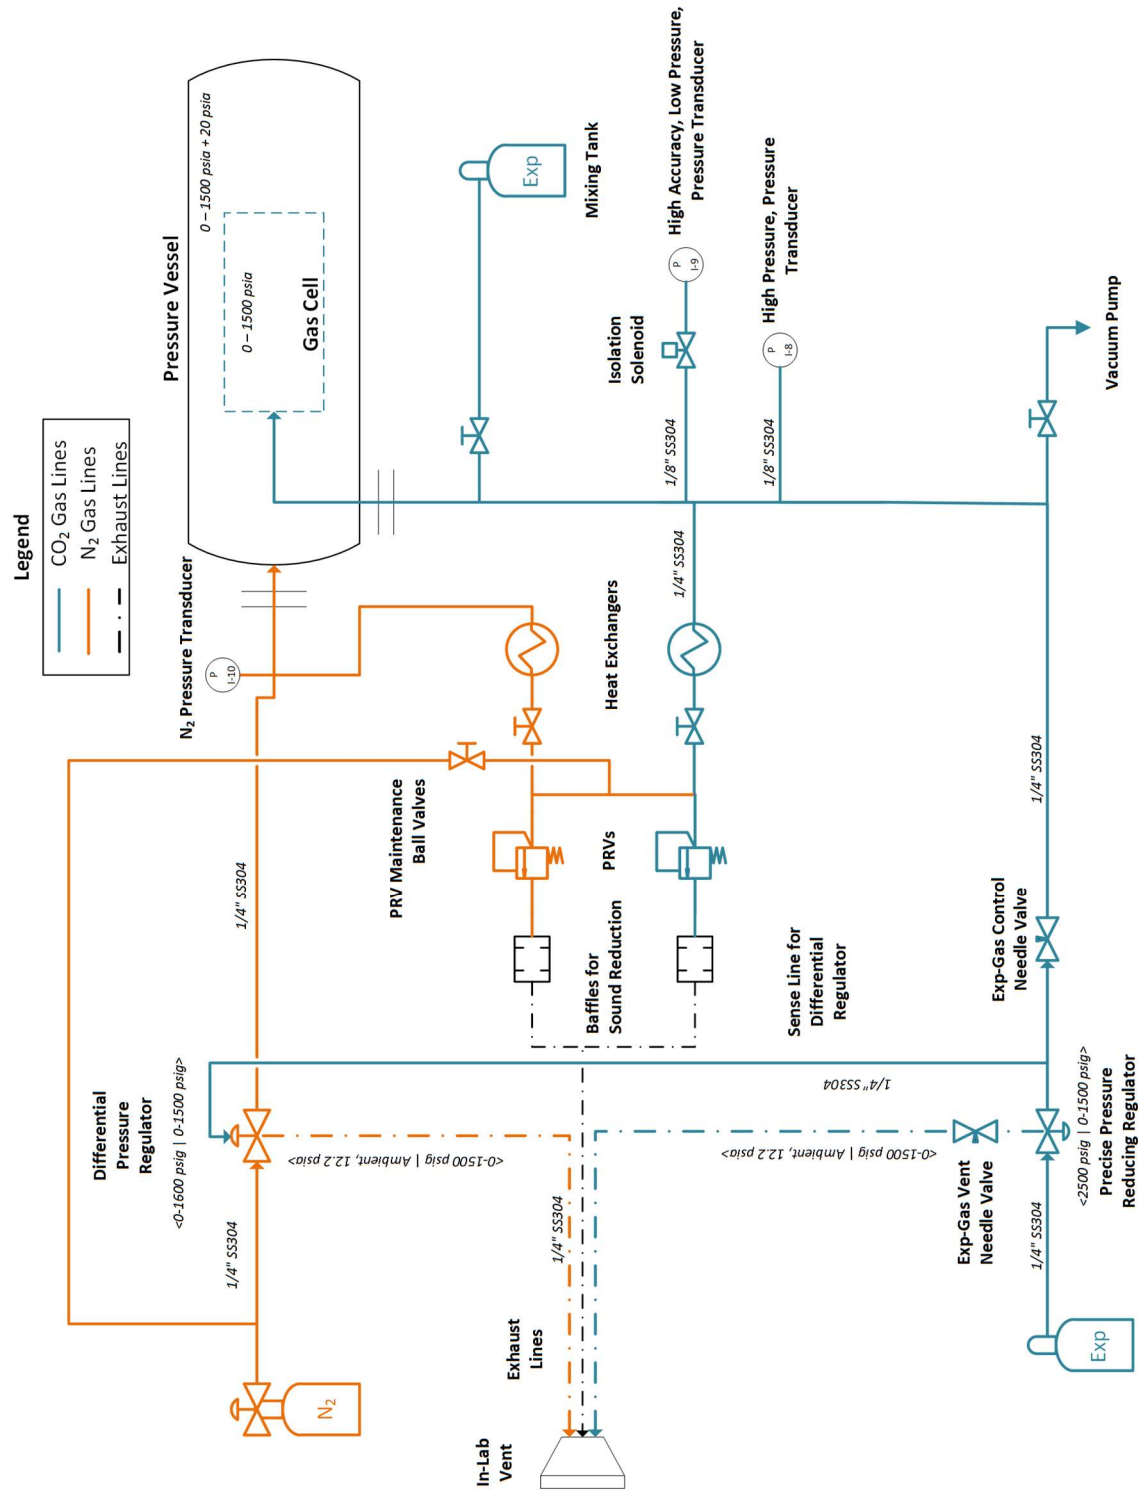 Legend
CO₂ Gas Lines
N₂ Gas Lines
Exhaust Lines
Pressure Vessel
0 – 1500 psia + 20 psia
0 – 1500 psia
Gas Cell
N₂ Pressure Transducer
P
I-10
Exp
Mixing Tank
Isolation
Solenoid
P
I-9
High Accuracy, Low Pressure,
Pressure Transducer
1/8" SS304
P
I-8
High Pressure, Pressure
Transducer
1/8" SS304
1/4" SS304
Heat Exchangers
Vacuum Pump
1/4" SS304
PRV Maintenance
Ball Valves
PRVs
1/4" SS304
Baffles for
Sound Reduction
Sense Line for
Differential
Regulator
Exp-Gas Control
Needle Valve
Differential
Pressure
Regulator
<0-1600 psig | 0-1500 psig>
<0-1500 psig | Ambient, 12.2 psia>
1/4" SS304
<0-1500 psig | Ambient, 12.2 psia>
<2500 psig | 0-1500 psig>
Precise Pressure
Reducing Regulator
Exp-Gas Vent
Needle Valve
1/4" SS304
1/4" SS304
1/4" SS304
Exhaust
Lines
In-Lab
Vent
N₂
Exp